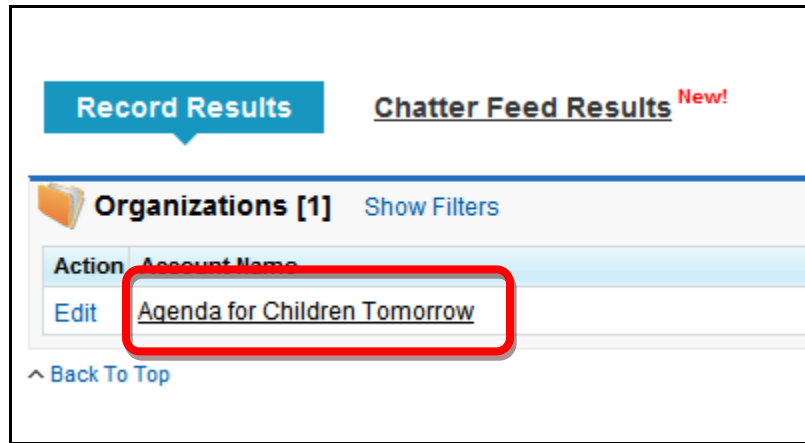 Record Results Chatter Feed Results New!
Organizations [1] Show Filters
Action Account Name
Edit Agenda for Children Tomorrow
Back To Top